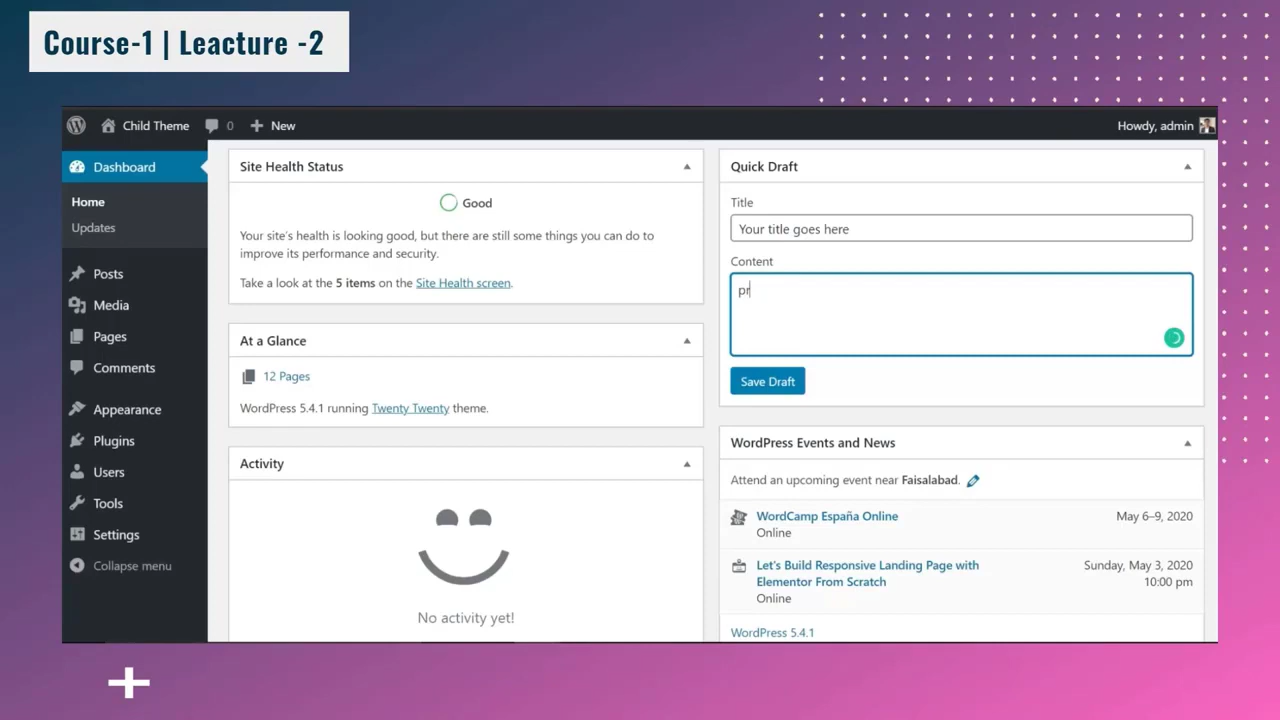 Course-1 | Leacture -2
Child Theme
0
New
Howdy, admin
Dashboard
Home
Updates
Posts
Media
Pages
Comments
Appearance
Plugins
Users
Tools
Settings
Collapse menu
Site Health Status
Good
Your site's health is looking good, but there are still some things you can do to
improve its performance and security.
Take a look at the 5 items on the Site Health screen.
At a Glance
12 Pages
WordPress 5.4.1 running Twenty Twenty theme.
Activity
No activity yet!
Quick Draft
Title
Your title goes here
Content
pr
Save Draft
WordPress Events and News
Attend an upcoming event near Faisalabad.
WordCamp España Online
May 6–9, 2020
Online
Let's Build Responsive Landing Page with
Sunday, May 3, 2020
Elementor From Scratch
10:00 pm
Online
WordPress 5.4.1